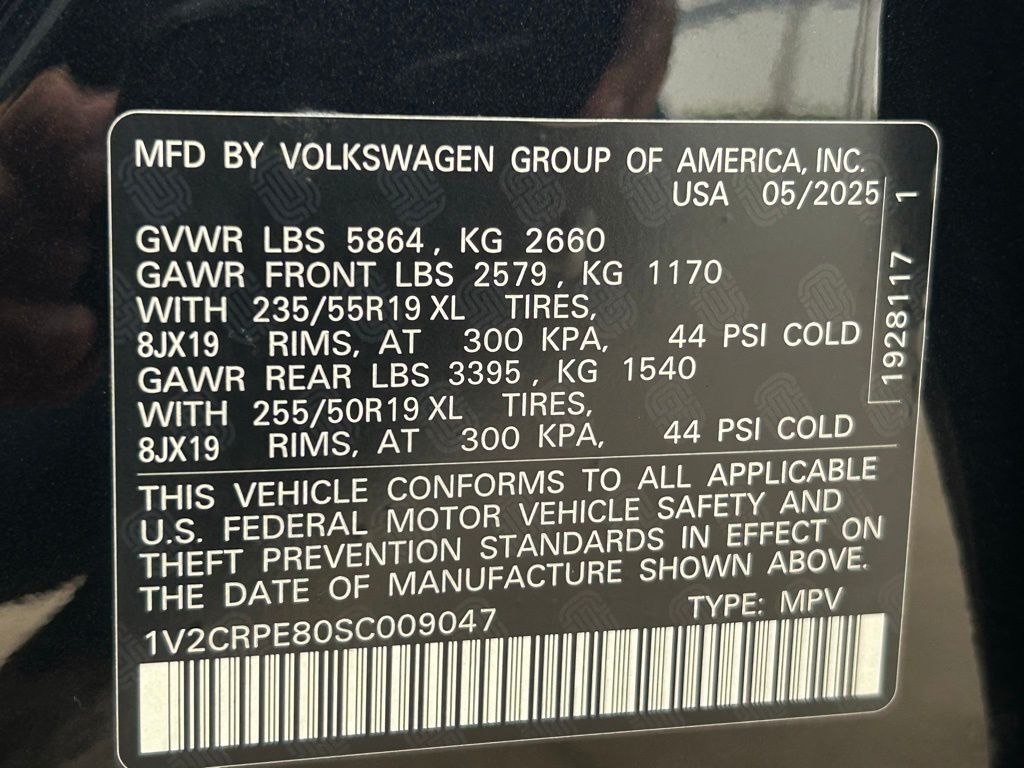 MFD BY VOLKSWAGEN GROUP OF AMERICA, INC.
USA 05/2025
GVWR LBS 5864, KG 2660
GAWR FRONT LBS 2579, KG 1170
WITH 235/55R19 XL TIRES,
8JX19 RIMS, AT 300 KPA, 44 PSI COLD
GAWR REAR LBS 3395, KG 1540
WITH 255/50R19 XL TIRES,
8JX19 RIMS, AT 300 KPA, 44 PSI COLD
THIS VEHICLE CONFORMS TO ALL APPLICABLE
U.S. FEDERAL MOTOR VEHICLE SAFETY AND
THEFT PREVENTION STANDARDS IN EFFECT ON
THE DATE OF MANUFACTURE SHOWN ABOVE.
1V2CRPE80SC009047 TYPE: MPV
1928117 1